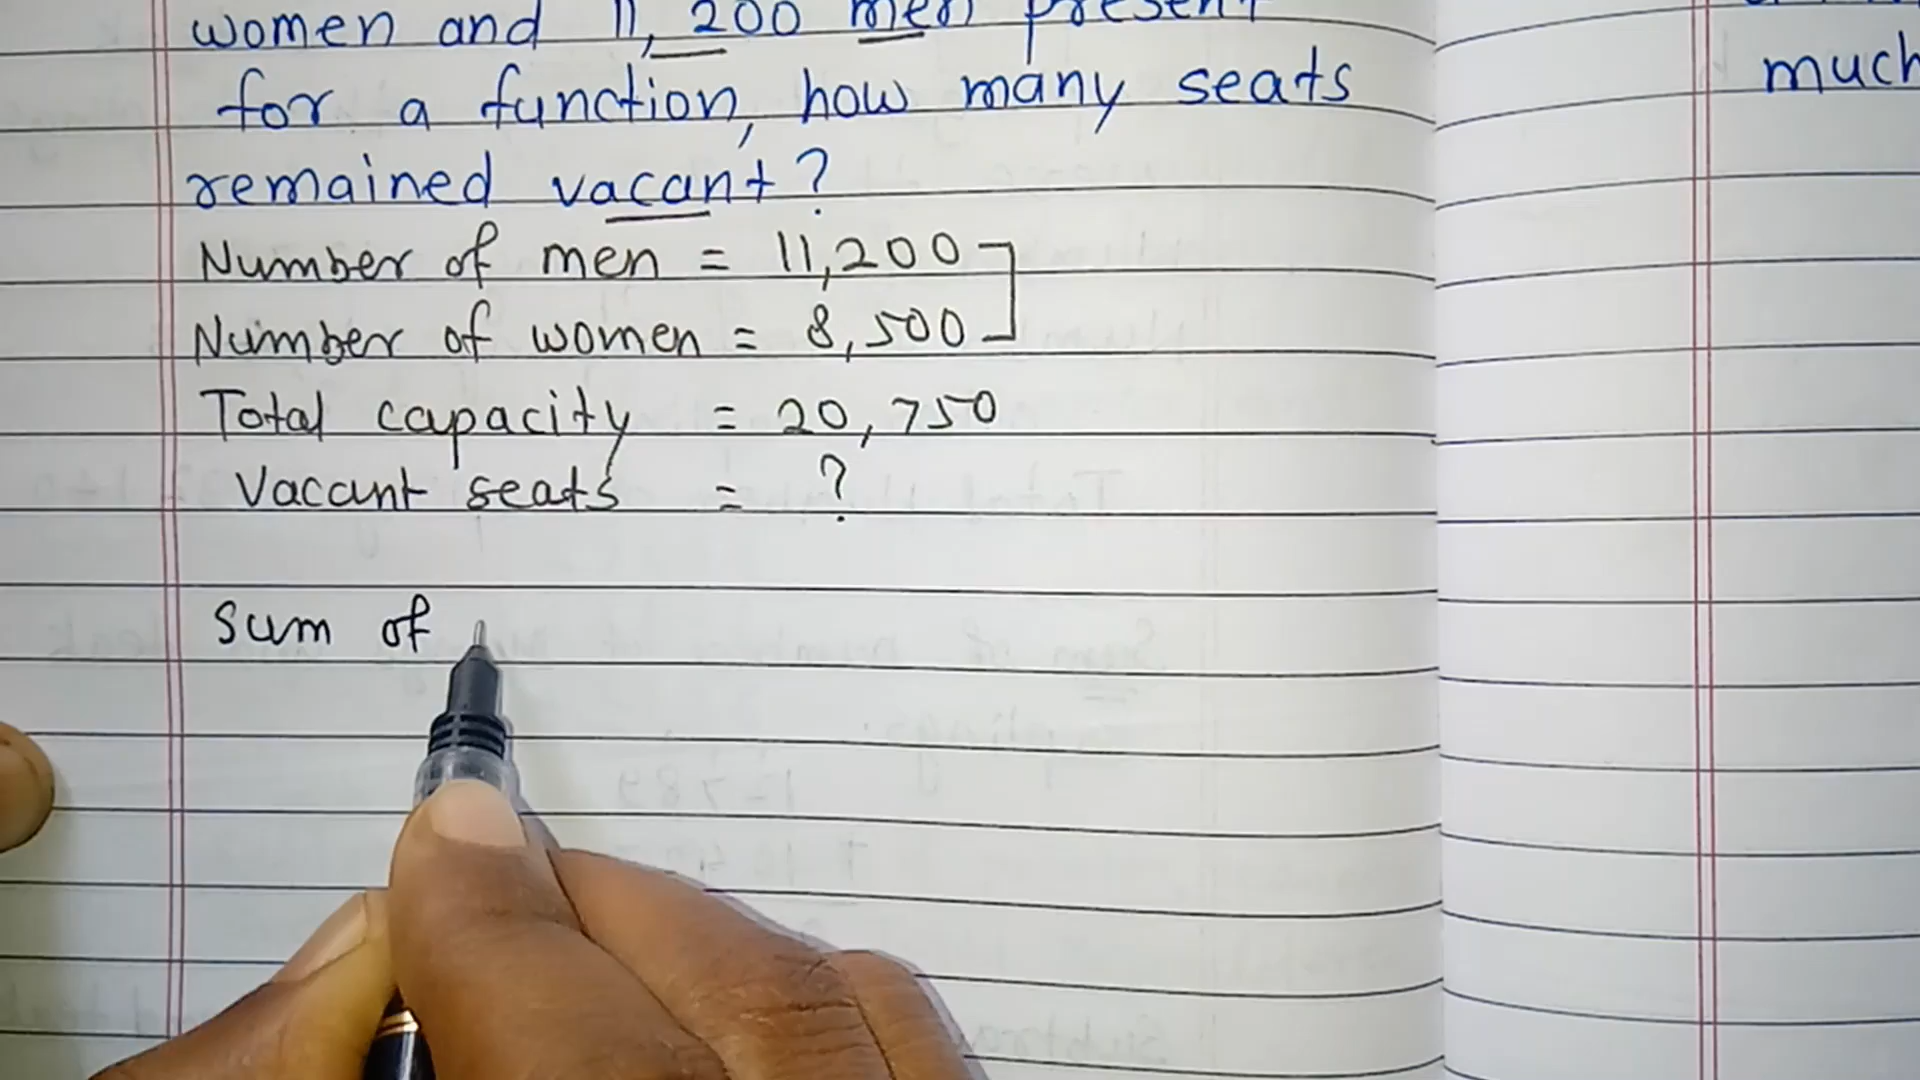 women and 11,200 men present
for a function, how many seats
remained vacant?
Number of men = 11,200
Number of women = 8,500
Total capacity = 20,750
Vacant seats = ?
Sum of
much